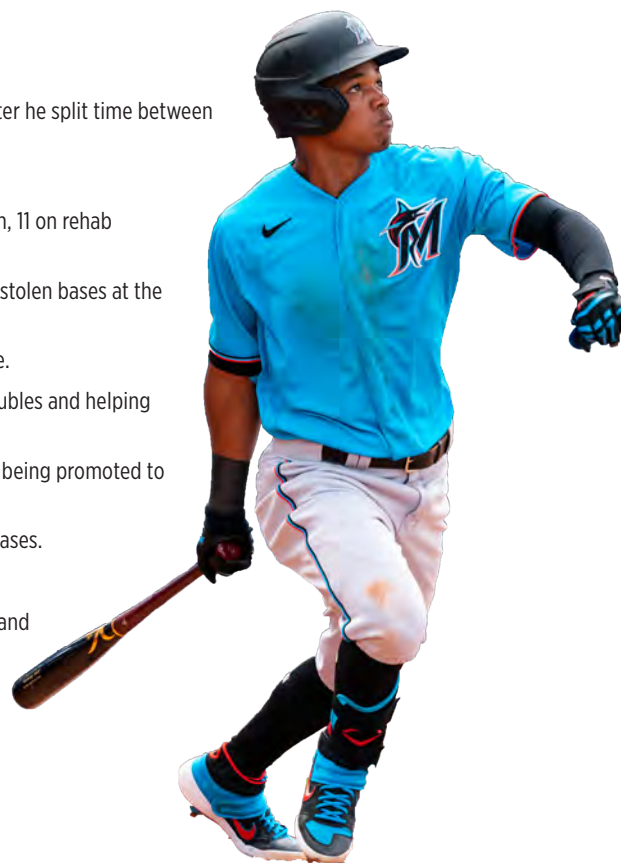 ter he split time between
n, 11 on rehab
stolen bases at the
e.
ubles and helping
being promoted to
ases.
and
M